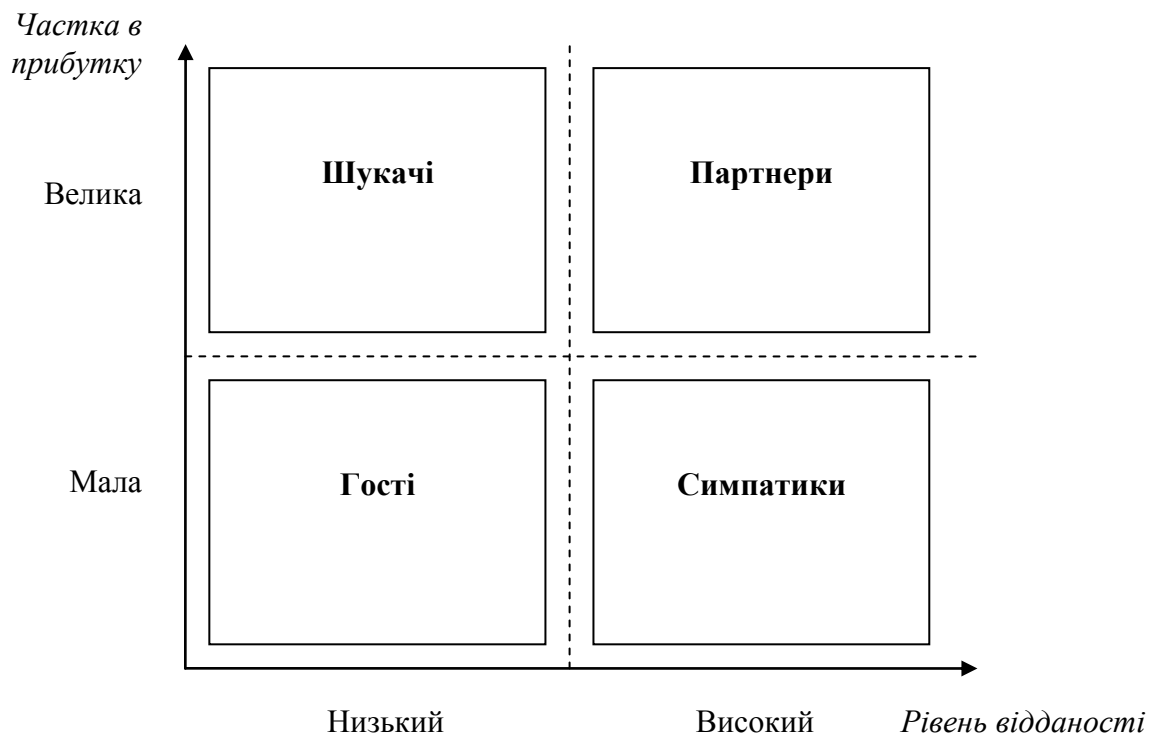 Частка в
прибутку
Шукачі
Партнери
Велика
Гості
Симпатики
Мала
Низький
Високий
Рівень відданості